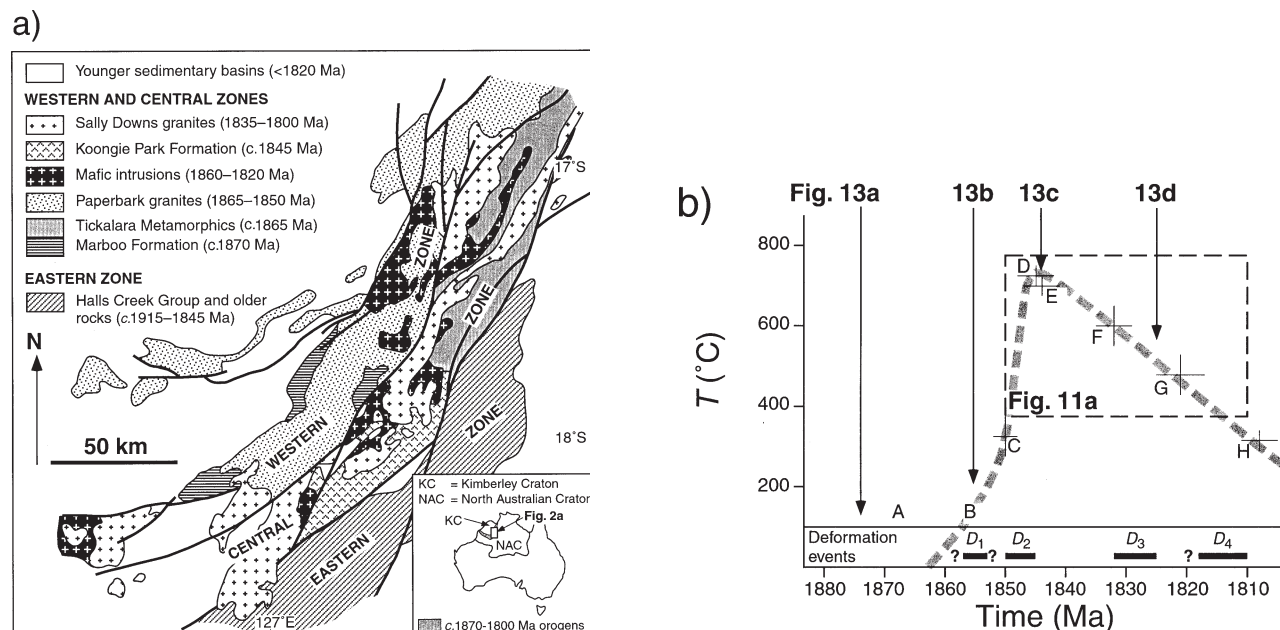 a)
Younger sedimentary basins (<1820 Ma)
WESTERN AND CENTRAL ZONES
Sally Downs granites (1835–1800 Ma)
Koongie Park Formation (c.1845 Ma)
Mafic intrusions (1860–1820 Ma)
Paperbark granites (1865–1850 Ma)
Tickalara Metamorphics (c.1865 Ma)
Marboo Formation (c.1870 Ma)
EASTERN ZONE
Halls Creek Group and older
rocks (c.1915–1845 Ma)
N
50 km
17°S
ZONE
ZONE
ZONE
18°S
WESTERN
CENTRAL
EASTERN
127°E
KC = Kimberley Craton
NAC = North Australian Crator
Fig. 2a
KC
NAC
c.1870-1800 Ma orogens
b)
Fig. 13a 13b 13c 13d
800
600
400
200
T (°C)
D
E
F
G
Fig. 11a
C
H
A
B
Deformation
events
D1 D2 D3 D4
? ? ?
1880 1870 1860 1850 1840 1830 1820 1810
Time (Ma)